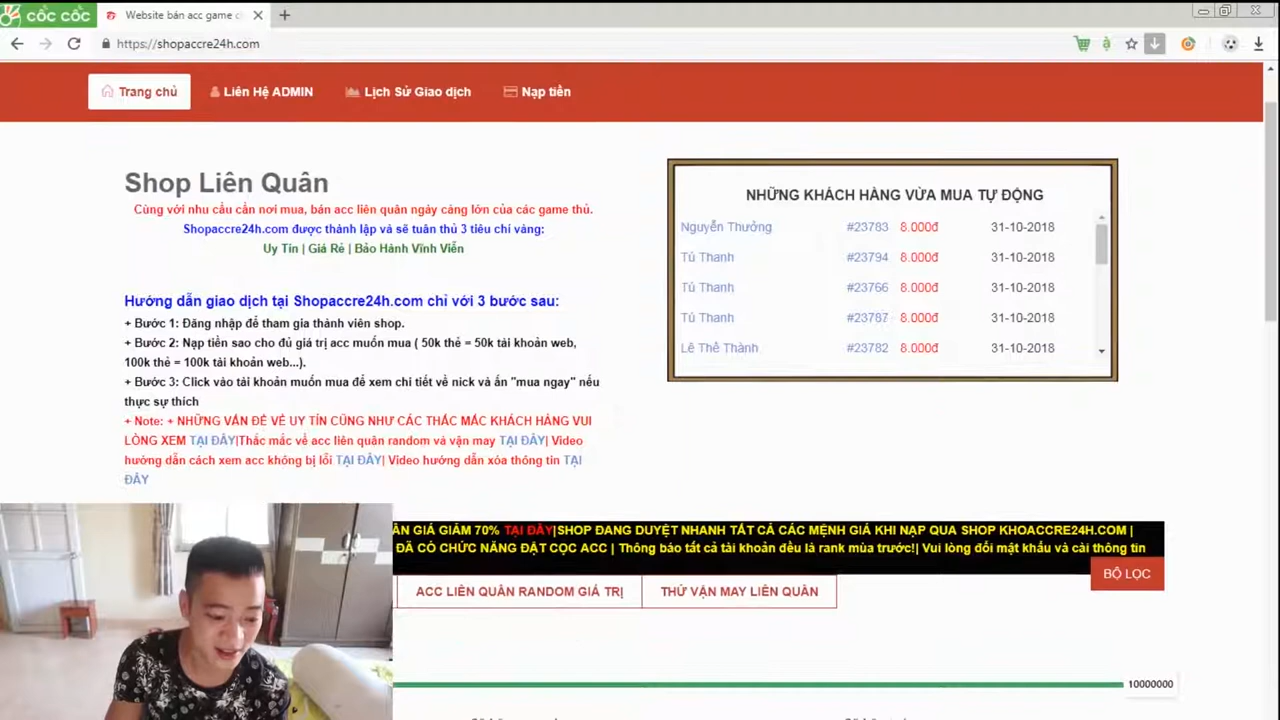 CỐC CỐC
Website bán acc game c
https://shopaccre24h.com
Trang chủ
Liên Hệ ADMIN
Lịch Sử Giao dịch
Nạp tiền
Shop Liên Quân
Cùng với nhu cầu cần nơi mua, bán acc liên quân ngày càng lớn của các game thủ.
Shopaccre24h.com được thành lập và sẽ tuân thủ 3 tiêu chí vàng:
Uy Tín | Giá Rẻ | Bảo Hành Vĩnh Viễn
Hướng dẫn giao dịch tại Shopaccre24h.com chỉ với 3 bước sau:
+ Bước 1: Đăng nhập để tham gia thành viên shop.
+ Bước 2: Nạp tiền sao cho đủ giá trị acc muốn mua ( 50k thẻ = 50k tài khoản web,
100k thẻ = 100k tài khoản web...).
+ Bước 3: Click vào tài khoản muốn mua để xem chi tiết về nick và ấn "mua ngay" nếu
thực sự thích
+ Note: + NHỮNG VẤN ĐỀ VỀ UY TÍN CŨNG NHƯ CÁC THẮC MẮC KHÁCH HÀNG VUI
LÒNG XEM TẠI ĐÂY|Thắc mắc về acc liên quân random và vận may TẠI ĐÂY| Video
hướng dẫn cách xem acc không bị lỗi TẠI ĐÂY| Video hướng dẫn xóa thông tin TẠI
ĐÂY
NHỮNG KHÁCH HÀNG VỪA MUA TỰ ĐỘNG
Nguyễn Thưởng #23783 8.000đ 31-10-2018
Tú Thanh #23794 8.000đ 31-10-2018
Tú Thanh #23766 8.000đ 31-10-2018
Tú Thanh #23787 8.000đ 31-10-2018
Lê Thế Thành #23782 8.000đ 31-10-2018
ÂN GIÁ GIẢM 70% TẠI ĐÂY|SHOP ĐANG DUYỆT NHANH TẤT CẢ CÁC MỆNH GIÁ KHI NẠP QUA SHOP KHOACCRE24H.COM |
ĐÃ CÓ CHỨC NĂNG ĐẶT CỌC ACC | Thông báo tất cả tài khoản đều là rank mùa trước!| Vui lòng đổi mật khẩu và cài thông tin
BỘ LỌC
ACC LIÊN QUÂN RANDOM GIÁ TRỊ
THỬ VẬN MAY LIÊN QUÂN
10000000